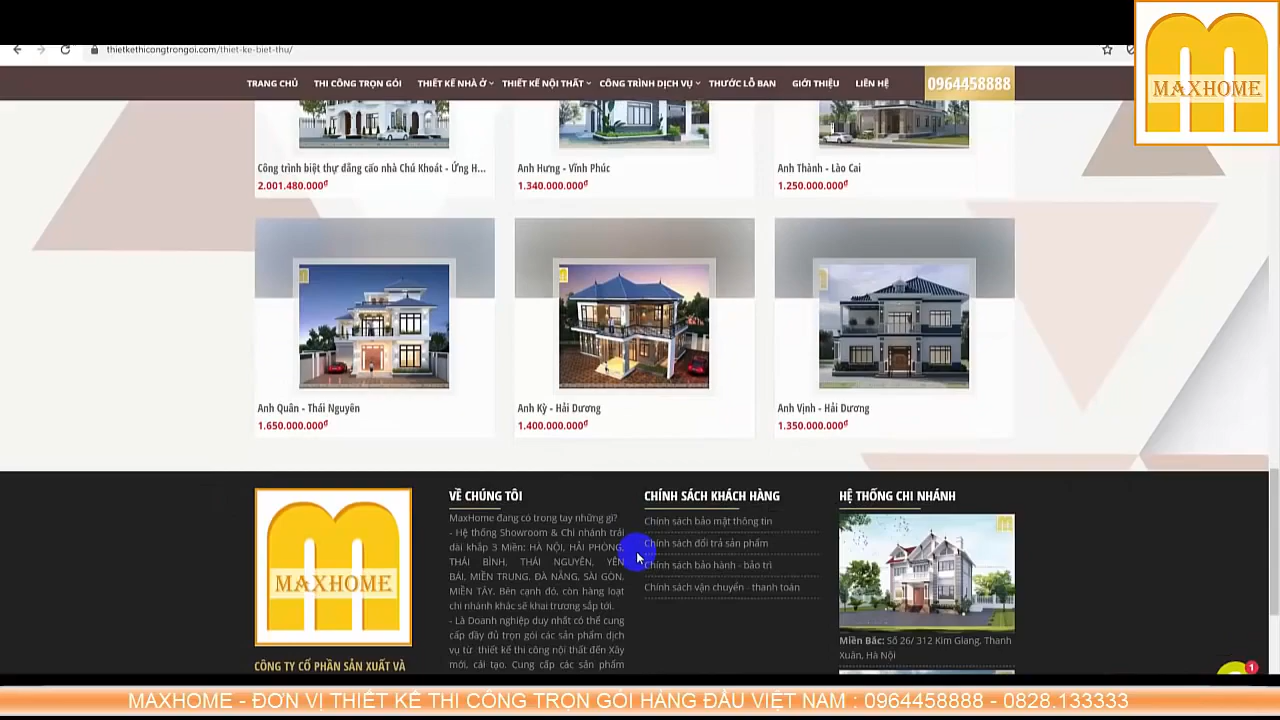 thietkethicongtrongoi.com/thiet-ke-biet-thu/
MAXHOME
TRANG CHỦ THI CÔNG TRỌN GÓI THIẾT KẾ NHÀ Ở THIẾT KẾ NỘI THẤT CÔNG TRÌNH DỊCH VỤ THƯỚC LỖ BAN GIỚI THIỆU LIÊN HỆ 0964458888
Công trình biệt thự đẳng cấp nhà Chú Khoát - Ứng H...
2.001.480.000₫
Anh Hưng - Vĩnh Phúc
1.340.000.000₫
Anh Thành - Lào Cai
1.250.000.000₫
Anh Quân - Thái Nguyên
1.650.000.000₫
Anh Kỳ - Hải Dương
1.400.000.000₫
Anh Vịnh - Hải Dương
1.350.000.000₫
MAXHOME
CÔNG TY CỔ PHẦN SẢN XUẤT VÀ
VỀ CHÚNG TÔI
MaxHome đang có trong tay những gì?
- Hệ thống Showroom & Chi nhánh trải
dài khắp 3 Miền: HÀ NỘI, HẢI PHÒNG,
THÁI BÌNH, THÁI NGUYÊN, YÊN
BÁI, MIỀN TRUNG, ĐÀ NẴNG, SÀI GÒN,
MIỀN TÂY. Bên cạnh đó, còn hàng loạt
chi nhánh khác sẽ khai trương sắp tới.
- Là Doanh nghiệp duy nhất có thể cung
cấp đầy đủ trọn gói các sản phẩm dịch
vụ từ thiết kế thi công nội thất đến Xây
mới, cải tạo. Cung cấp các sản phẩm
CHÍNH SÁCH KHÁCH HÀNG
Chính sách bảo mật thông tin
Chính sách đổi trả sản phẩm
Chính sách bảo hành - bảo trì
Chính sách vận chuyển - thanh toán
HỆ THỐNG CHI NHÁNH
Miền Bắc: Số 26/ 312 Kim Giang, Thanh
Xuân, Hà Nội
1
MAXHOME - ĐƠN VỊ THIẾT KẾ THI CÔNG TRỌN GÓI HÀNG ĐẦU VIỆT NAM : 0964458888 - 0828.133333